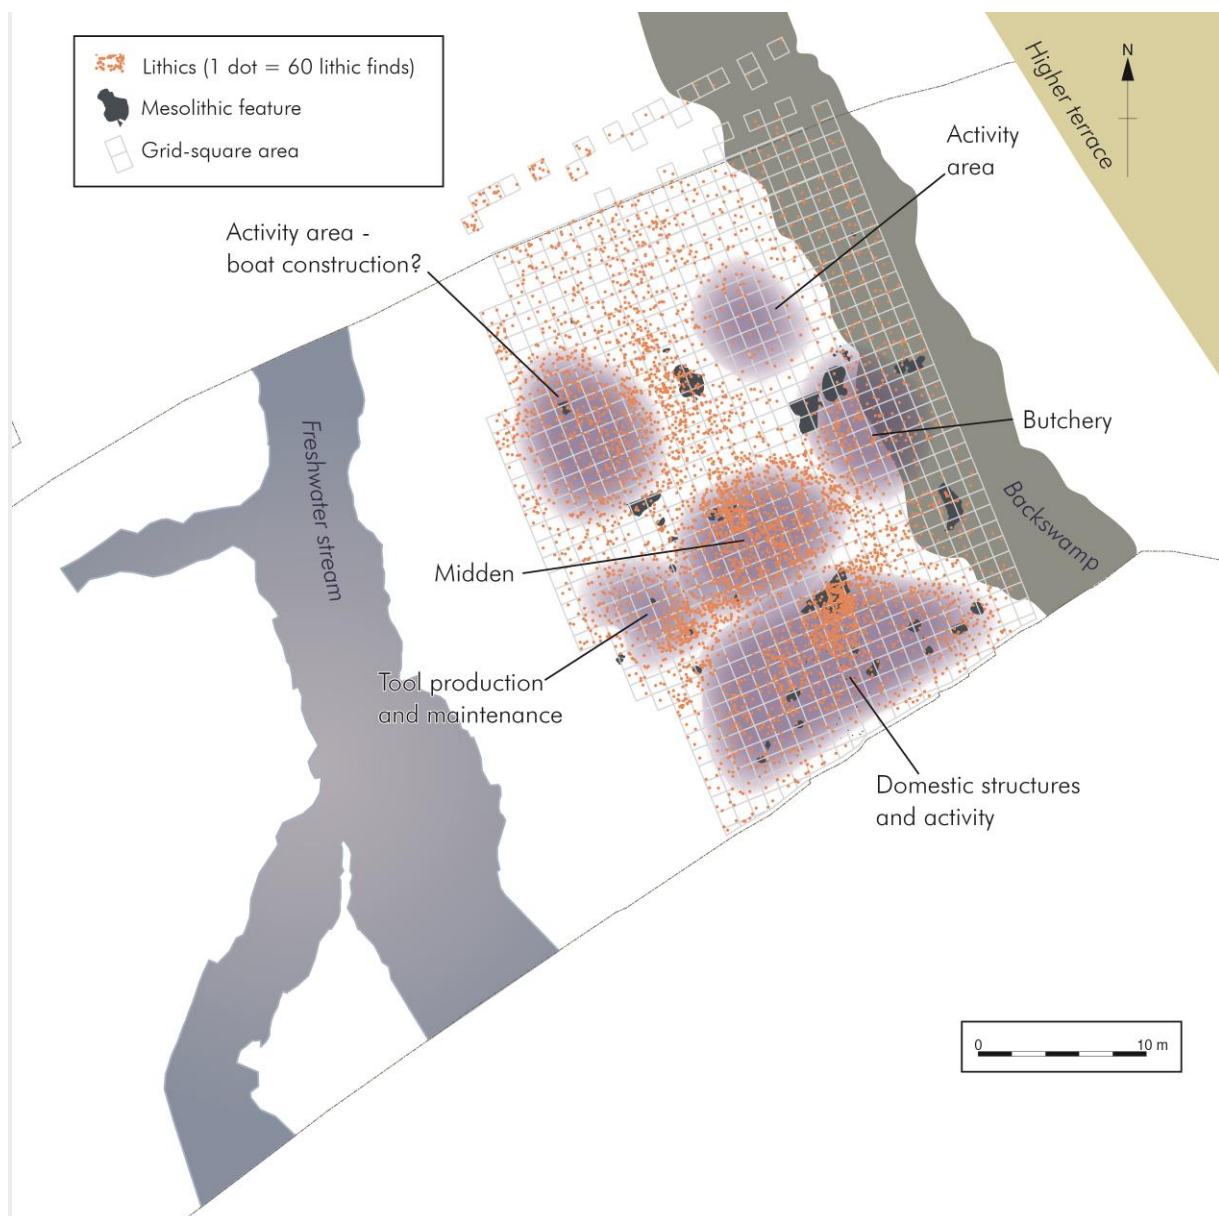 Lithics (1 dot = 60 lithic finds)
Mesolithic feature
Grid-square area
N
Higher terrace
Activity
area
Activity area -
boat construction?
Freshwater stream
Butchery
Backswamp
Midden
Tool production
and maintenance
Domestic structures
and activity
0 10 m